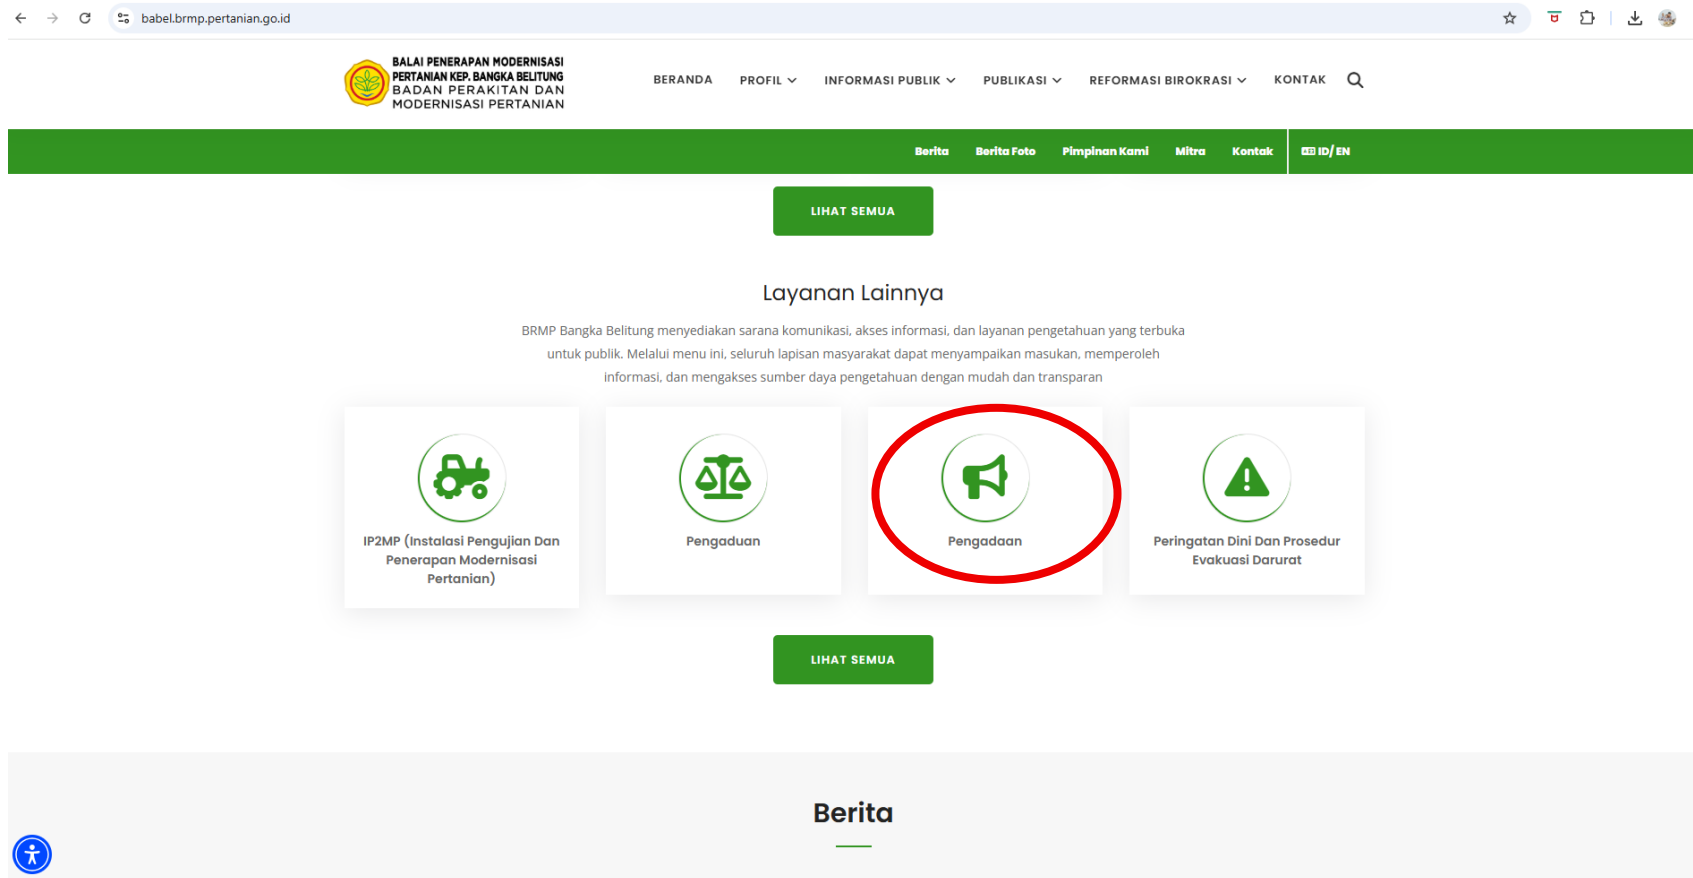 babel.brmp.pertanian.go.id
BALAI PENERAPAN MODERNISASI
PERTANIAN KEP. BANGKA BELITUNG
BADAN PERAKITAN DAN
MODERNISASI PERTANIAN
BERANDA PROFIL INFORMASI PUBLIK PUBLIKASI REFORMASI BIROKRASI KONTAK
Berita Berita Foto Pimpinan Kami Mitra Kontak ID/ EN
LIHAT SEMUA
Layanan Lainnya
BRMP Bangka Belitung menyediakan sarana komunikasi, akses informasi, dan layanan pengetahuan yang terbuka
untuk publik. Melalui menu ini, seluruh lapisan masyarakat dapat menyampaikan masukan, memperoleh
informasi, dan mengakses sumber daya pengetahuan dengan mudah dan transparan
IP2MP (Instalasi Pengujian Dan
Penerapan Modernisasi
Pertanian)
Pengaduan
Pengadaan
Peringatan Dini Dan Prosedur
Evakuasi Darurat
LIHAT SEMUA
Berita